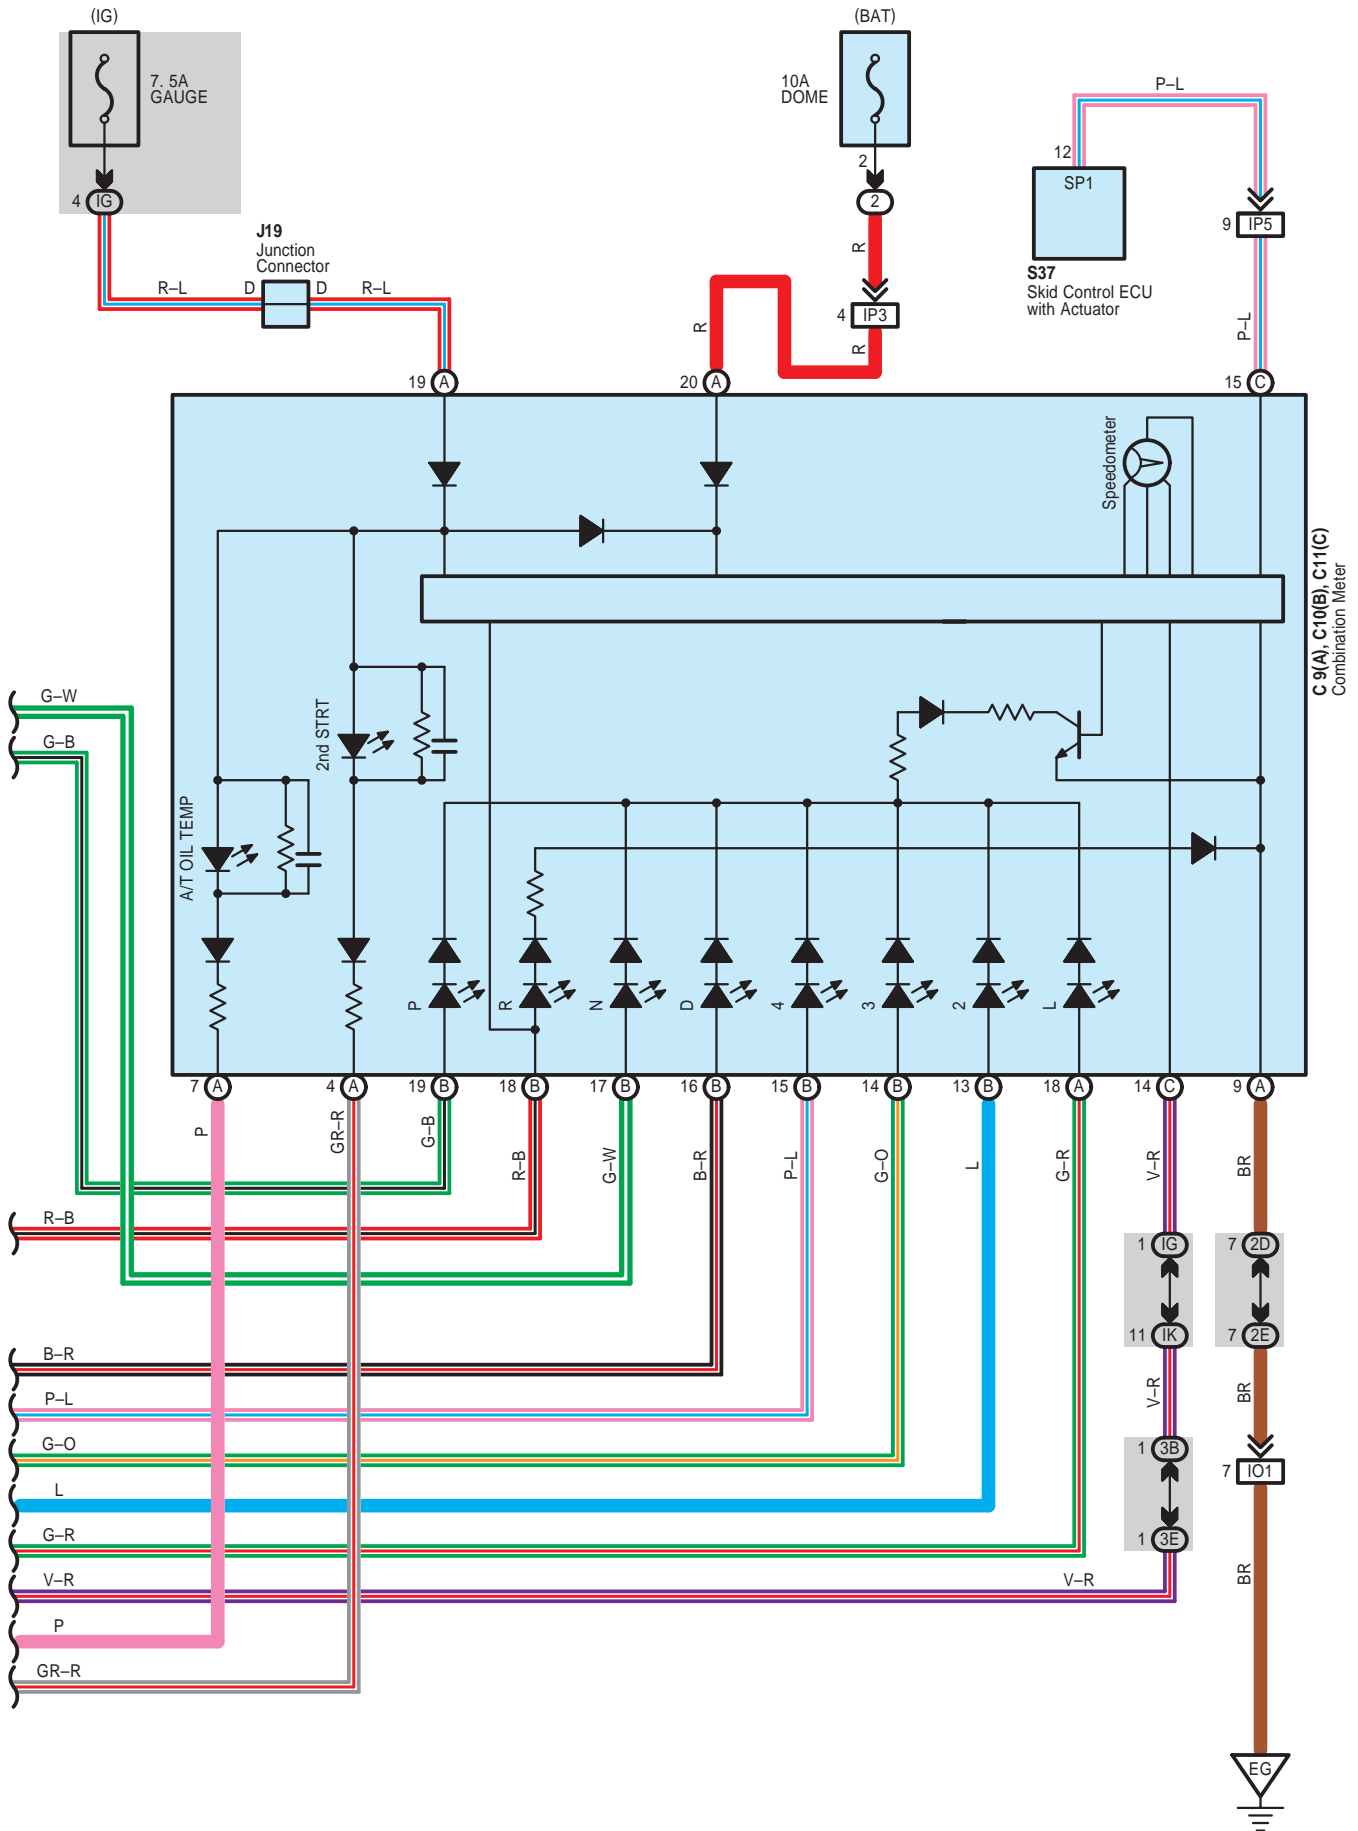 (IG)
(BAT)
7. 5A
GAUGE
10A
DOME
P–L
12
SP1
2
4 IG
2
9 IP5
J19
Junction
Connector
R
S37
Skid Control ECU
with Actuator
R–L D D R–L
R
4 IP3
R
P–L
19 A
20 A
15 C
Speedometer
C 9(A), C10(B), C11(C)
Combination Meter
G–W
G–B
2nd STRT
A/T OIL TEMP
P
R
N
D
4
3
2
L
7 A
4 A
19 B
18 B
17 B
16 B
15 B
14 B
13 B
18 A
14 C
9 A
P
GR–R
G–B
R–B
G–W
B–R
P–L
G–O
L
G–R
V–R
BR
R–B
1 IG
7 2D
11 IK
7 2E
B–R
V–R
BR
P–L
G–O
1 3B
7 IO1
L
G–R
1 3E
V–R
V–R
BR
P
GR–R
EG